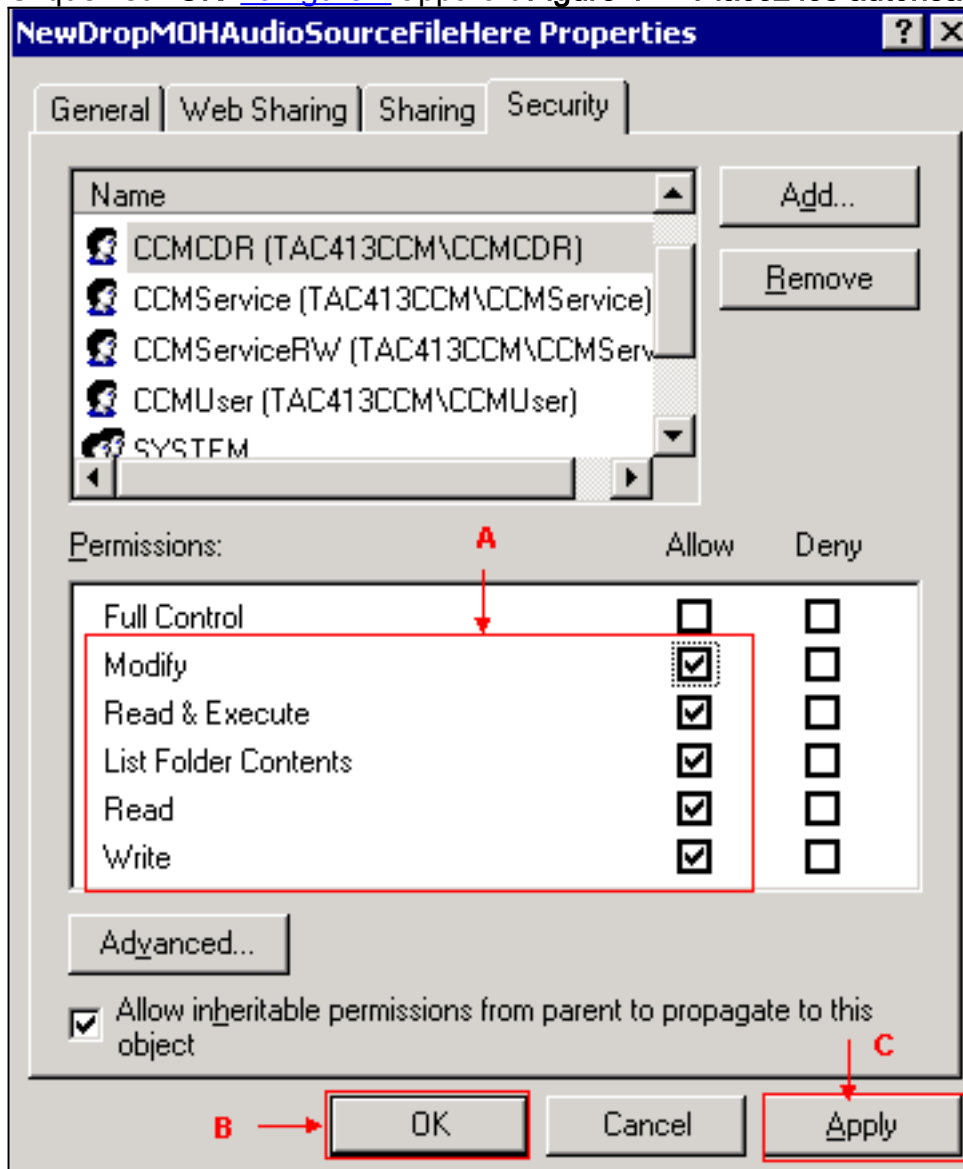 NewDropMOHAudioSourceFileHere Properties ? X
General Web Sharing Sharing Security
Name
Add...
CCMCDR (TAC413CCM\CCMCDR)
Remove
CCMService (TAC413CCM\CCMService)
CCMServiceRW (TAC413CCM\CCMServ
CCMUser (TAC413CCM\CCMUser)
SYSTEM
Permissions: A Allow Deny
Full Control
Modify
Read & Execute
List Folder Contents
Read
Write
Advanced...
Allow inheritable permissions from parent to propagate to this
object
C
B OK Cancel Apply